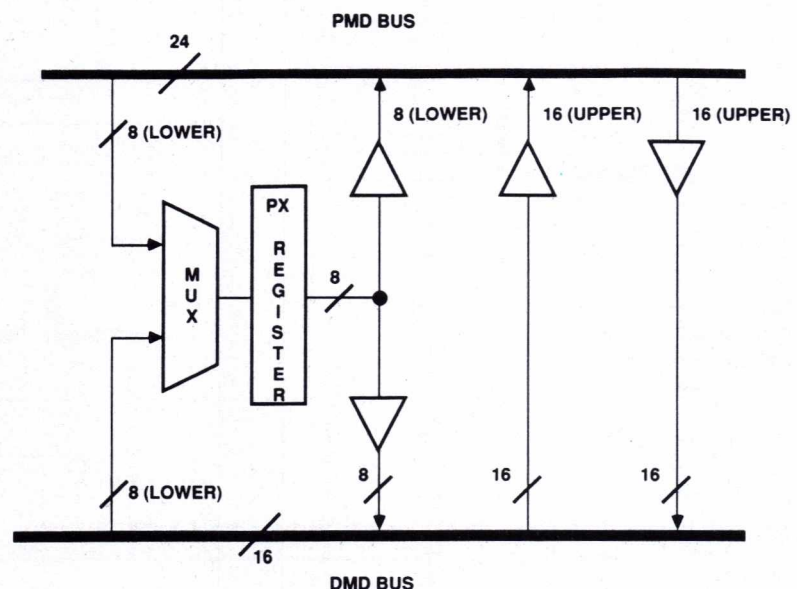 PMD BUS
24
8 (LOWER)
8 (LOWER)
16 (UPPER)
16 (UPPER)
MUX
PX
REGISTER
8
8 (LOWER)
8
16
16
16
DMD BUS